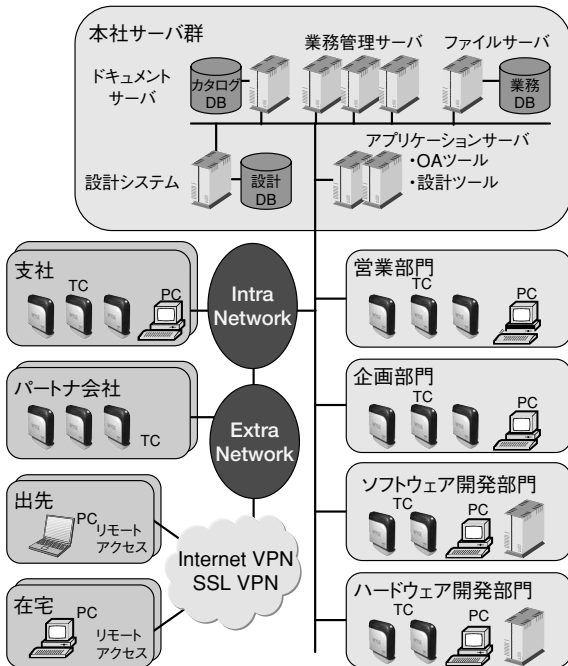 本社サーバ群
業務管理サーバ
ファイルサーバ
ドキュメント
サーバ
カタログ
DB
業務
DB
設計システム
設計
DB
アプリケーションサーバ
・OAツール
・設計ツール
支社
TC
PC
Intra
Network
営業部門
TC
PC
パートナ会社
TC
Extra
Network
企画部門
TC
PC
出先
PC
リモート
アクセス
Internet VPN
SSL VPN
ソフトウェア開発部門
TC
PC
在宅
PC
リモート
アクセス
ハードウェア開発部門
TC
PC